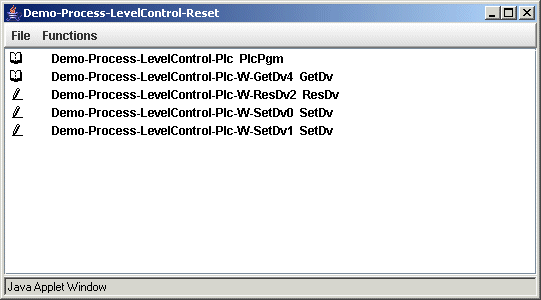 Demo-Process-LevelControl-Reset
File Functions
Demo-Process-LevelControl-Plc PlcPgm
Demo-Process-LevelControl-Plc-W-GetDv4 GetDv
Demo-Process-LevelControl-Plc-W-ResDv2 ResDv
Demo-Process-LevelControl-Plc-W-SetDv0 SetDv
Demo-Process-LevelControl-Plc-W-SetDv1 SetDv
Java Applet Window